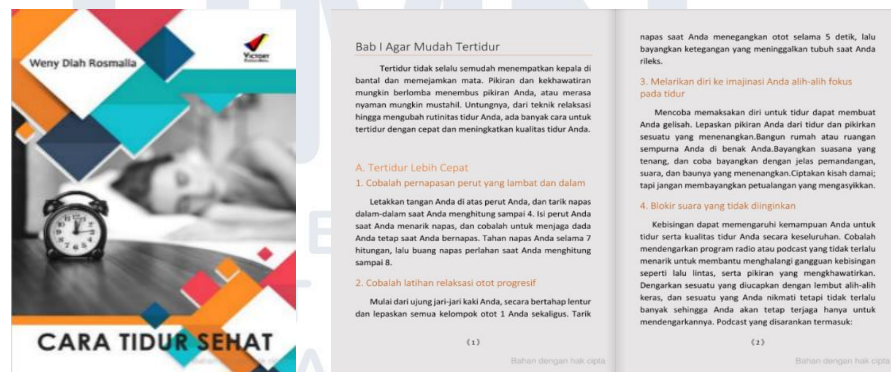 Weny Diah Rosmalla
VICTORY
CARA TIDUR SEHAT
Bab I Agar Mudah Tertidur
Tertidur tidak selalu semudah menempatkan kepala di
bantal dan memejamkan mata. Pikiran dan kekhawatiran
mungkin berlomba menembus pikiran Anda, atau merasa
nyaman mungkin mustahil. Untungnya, dari teknik relaksasi
hingga mengubah rutinitas tidur Anda, ada banyak cara untuk
tertidur dengan cepat dan meningkatkan kualitas tidur Anda.
A. Tertidur Lebih Cepat
1. Cobalah pernapasan perut yang lambat dan dalam
Letakkan tangan Anda di atas perut Anda, dan tarik napas
dalam-dalam saat Anda menghitung sampai 4. Isi perut Anda
saat Anda menarik napas, dan cobalah untuk menjaga dada
Anda tetap saat Anda bernapas. Tahan napas Anda selama 7
hitungan, lalu buang napas perlahan saat Anda menghitung
sampai 8.
2. Cobalah latihan relaksasi otot progresif
Mulai dari ujung jari-jari kaki Anda, secara bertahap lentur
dan lepaskan semua kelompok otot 1 Anda sekaligus. Tarik
(1)
Bahan dengan hak cipta
napas saat Anda menegangkan otot selama 5 detik, lalu
bayangkan ketegangan yang meninggalkan tubuh saat Anda
rileks.
3. Melarikan diri ke imajinasi Anda alih-alih fokus
pada tidur
Mencoba memaksakan diri untuk tidur dapat membuat
Anda gelisah. Lepaskan pikiran Anda dari tidur dan pikirkan
sesuatu yang menenangkan.Bangun rumah atau ruangan
sempurna Anda di benak Anda.Bayangkan suasana yang
tenang, dan coba bayangkan dengan jelas pemandangan,
suara, dan baunya yang menenangkan.Ciptakan kisah damai;
tapi jangan membayangkan petualangan yang mengasyikkan.
4. Blokir suara yang tidak diinginkan
Kebisingan dapat memengaruhi kemampuan Anda untuk
tidur serta kualitas tidur Anda secara keseluruhan. Cobalah
mendengarkan program radio atau podcast yang tidak terlalu
menarik untuk membantu menghalangi gangguan kebisingan
seperti lalu lintas, serta pikiran yang mengkhawatirkan.
Dengarkan sesuatu yang diucapkan dengan lembut alih-alih
keras, dan sesuatu yang Anda nikmati tetapi tidak terlalu
banyak sehingga Anda akan tetap terjaga hanya untuk
mendengarkannya. Podcast yang disarankan termasuk:
(2)
Bahan dengan hak cipta